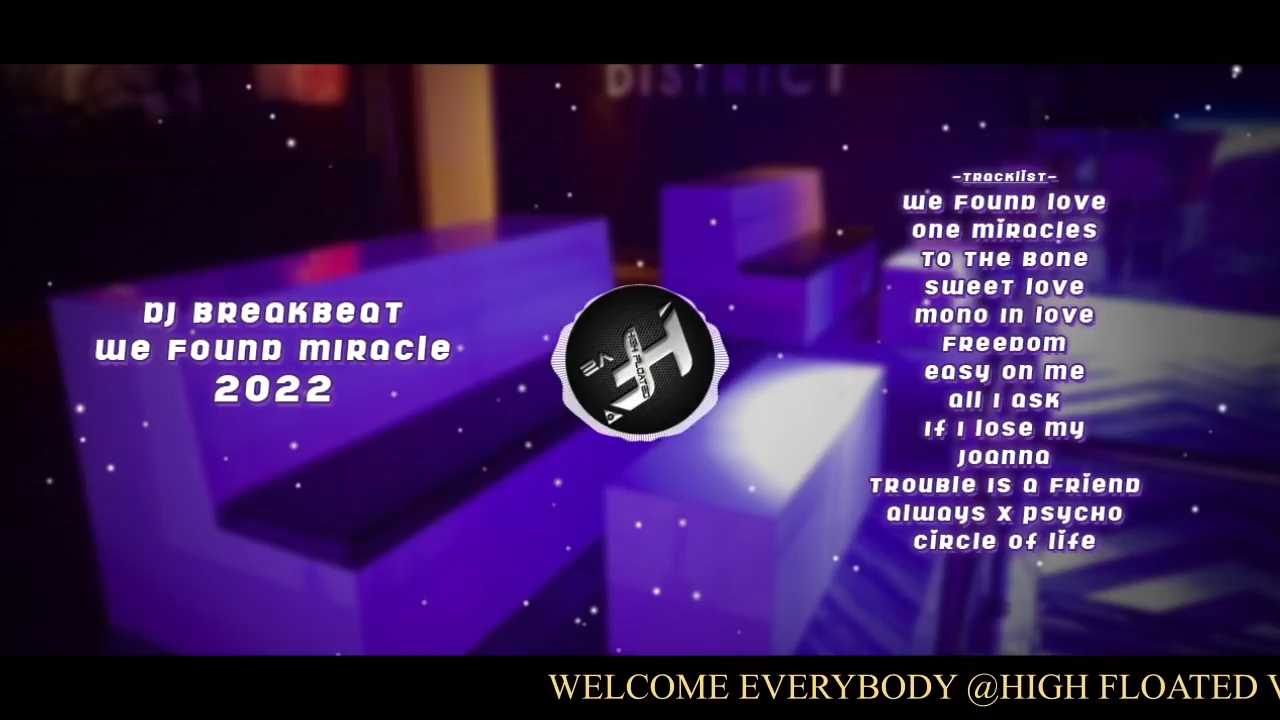 DISTRICT
DJ BREAKBEAT
WE FOUND MIRACLE
2022
HIGH FLOATED
-TRACKLIST-
WE FOUND LOVE
ONE MIRACLES
TO THE BONE
SWEET LOVE
MONO IN LOVE
FREEDOM
EASY ON ME
ALL I ASK
IF I LOSE MY
JOANNA
TROUBLE IS A FRIEND
ALWAYS X PSYCHO
CIRCLE OF LIFE
WELCOME EVERYBODY @HIGH FLOATED V